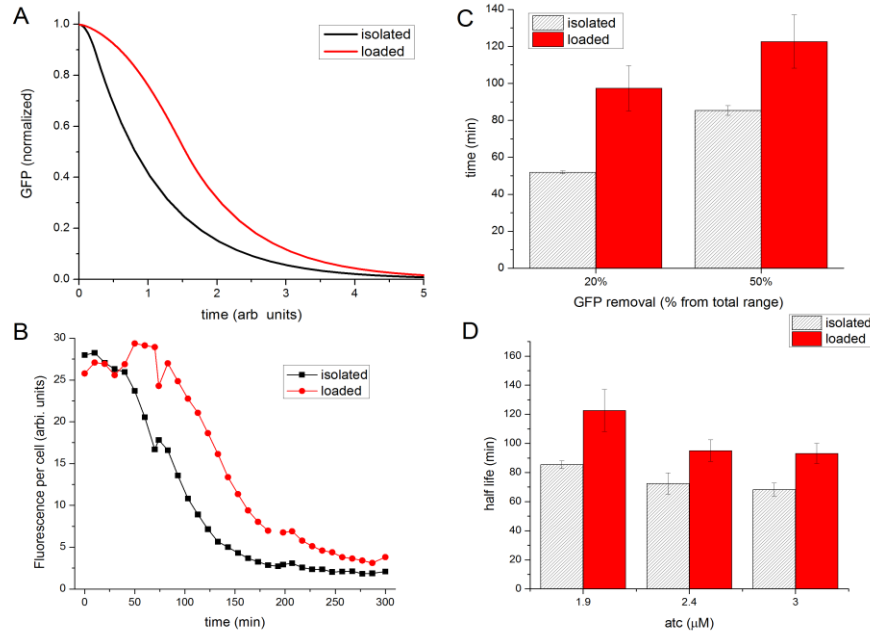 A
1.0
0.8
0.6
0.4
0.2
0.0
GFP (normalized)
isolated
loaded
0 1 2 3 4 5
time (arb units)
B
30
25
20
15
10
5
0
Fluorescence per cell (arbi. units)
isolated
loaded
0 50 100 150 200 250 300
time (min)
C
140
120
100
80
60
40
20
0
time (min)
isolated
loaded
20% 50%
GFP removal (% from total range)
D
isolated
loaded
160
140
120
100
80
60
40
20
0
half life (min)
1.9 2.4 3
atc (μM)